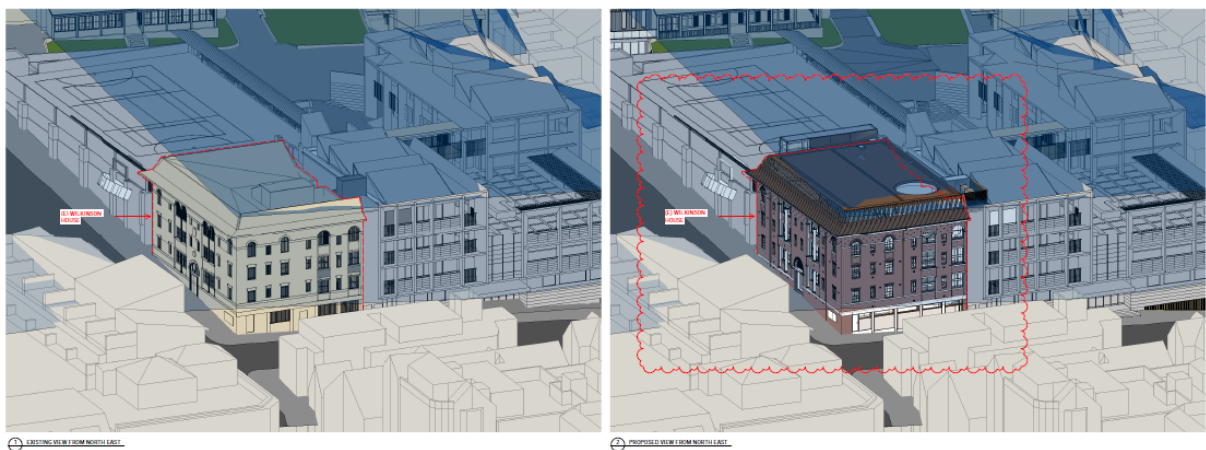 (E) WILKINSON
HOUSE
(E) WILKINSON
HOUSE
1 EXISTING VIEW FROM NORTH EAST
2 PROPOSED VIEW FROM NORTH EAST